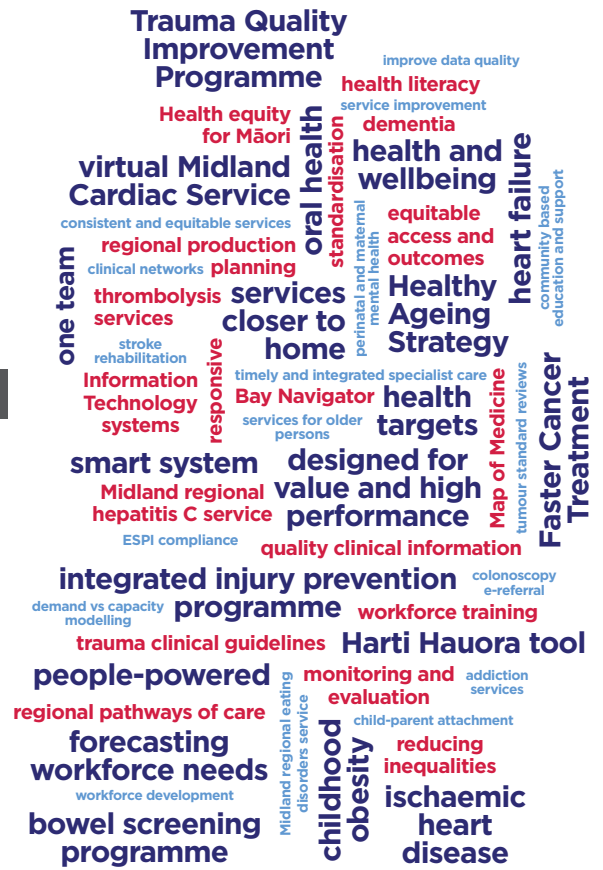 Trauma Quality
Improvement
Programme
improve data quality
health literacy
service improvement
Health equity
for Māori
oral health
standardisation
dementia
virtual Midland
Cardiac Service
health and
wellbeing
heart failure
community based
education and support
consistent and equitable services
perinatal and maternal
mental health
equitable
access and
outcomes
regional production
planning
one team
clinical networks
thrombolysis
services
services
closer to
home
Healthy
Ageing
Strategy
stroke
rehabilitation
responsive
timely and integrated specialist care
Information
Technology
systems
Bay Navigator
health
targets
services for older
persons
Map of Medicine
tumour standard reviews
Faster Cancer
Treatment
smart system
designed for
value and high
performance
Midland regional
hepatitis C service
ESPI compliance
quality clinical information
integrated injury prevention
programme
colonoscopy
e-referral
demand vs capacity
modelling
workforce training
trauma clinical guidelines
Harti Hauora tool
people-powered
Midland regional eating
disorders service
monitoring and
evaluation
addiction
services
regional pathways of care
child-parent attachment
forecasting
workforce needs
childhood
obesity
reducing
inequalities
workforce development
ischaemic
heart
disease
bowel screening
programme